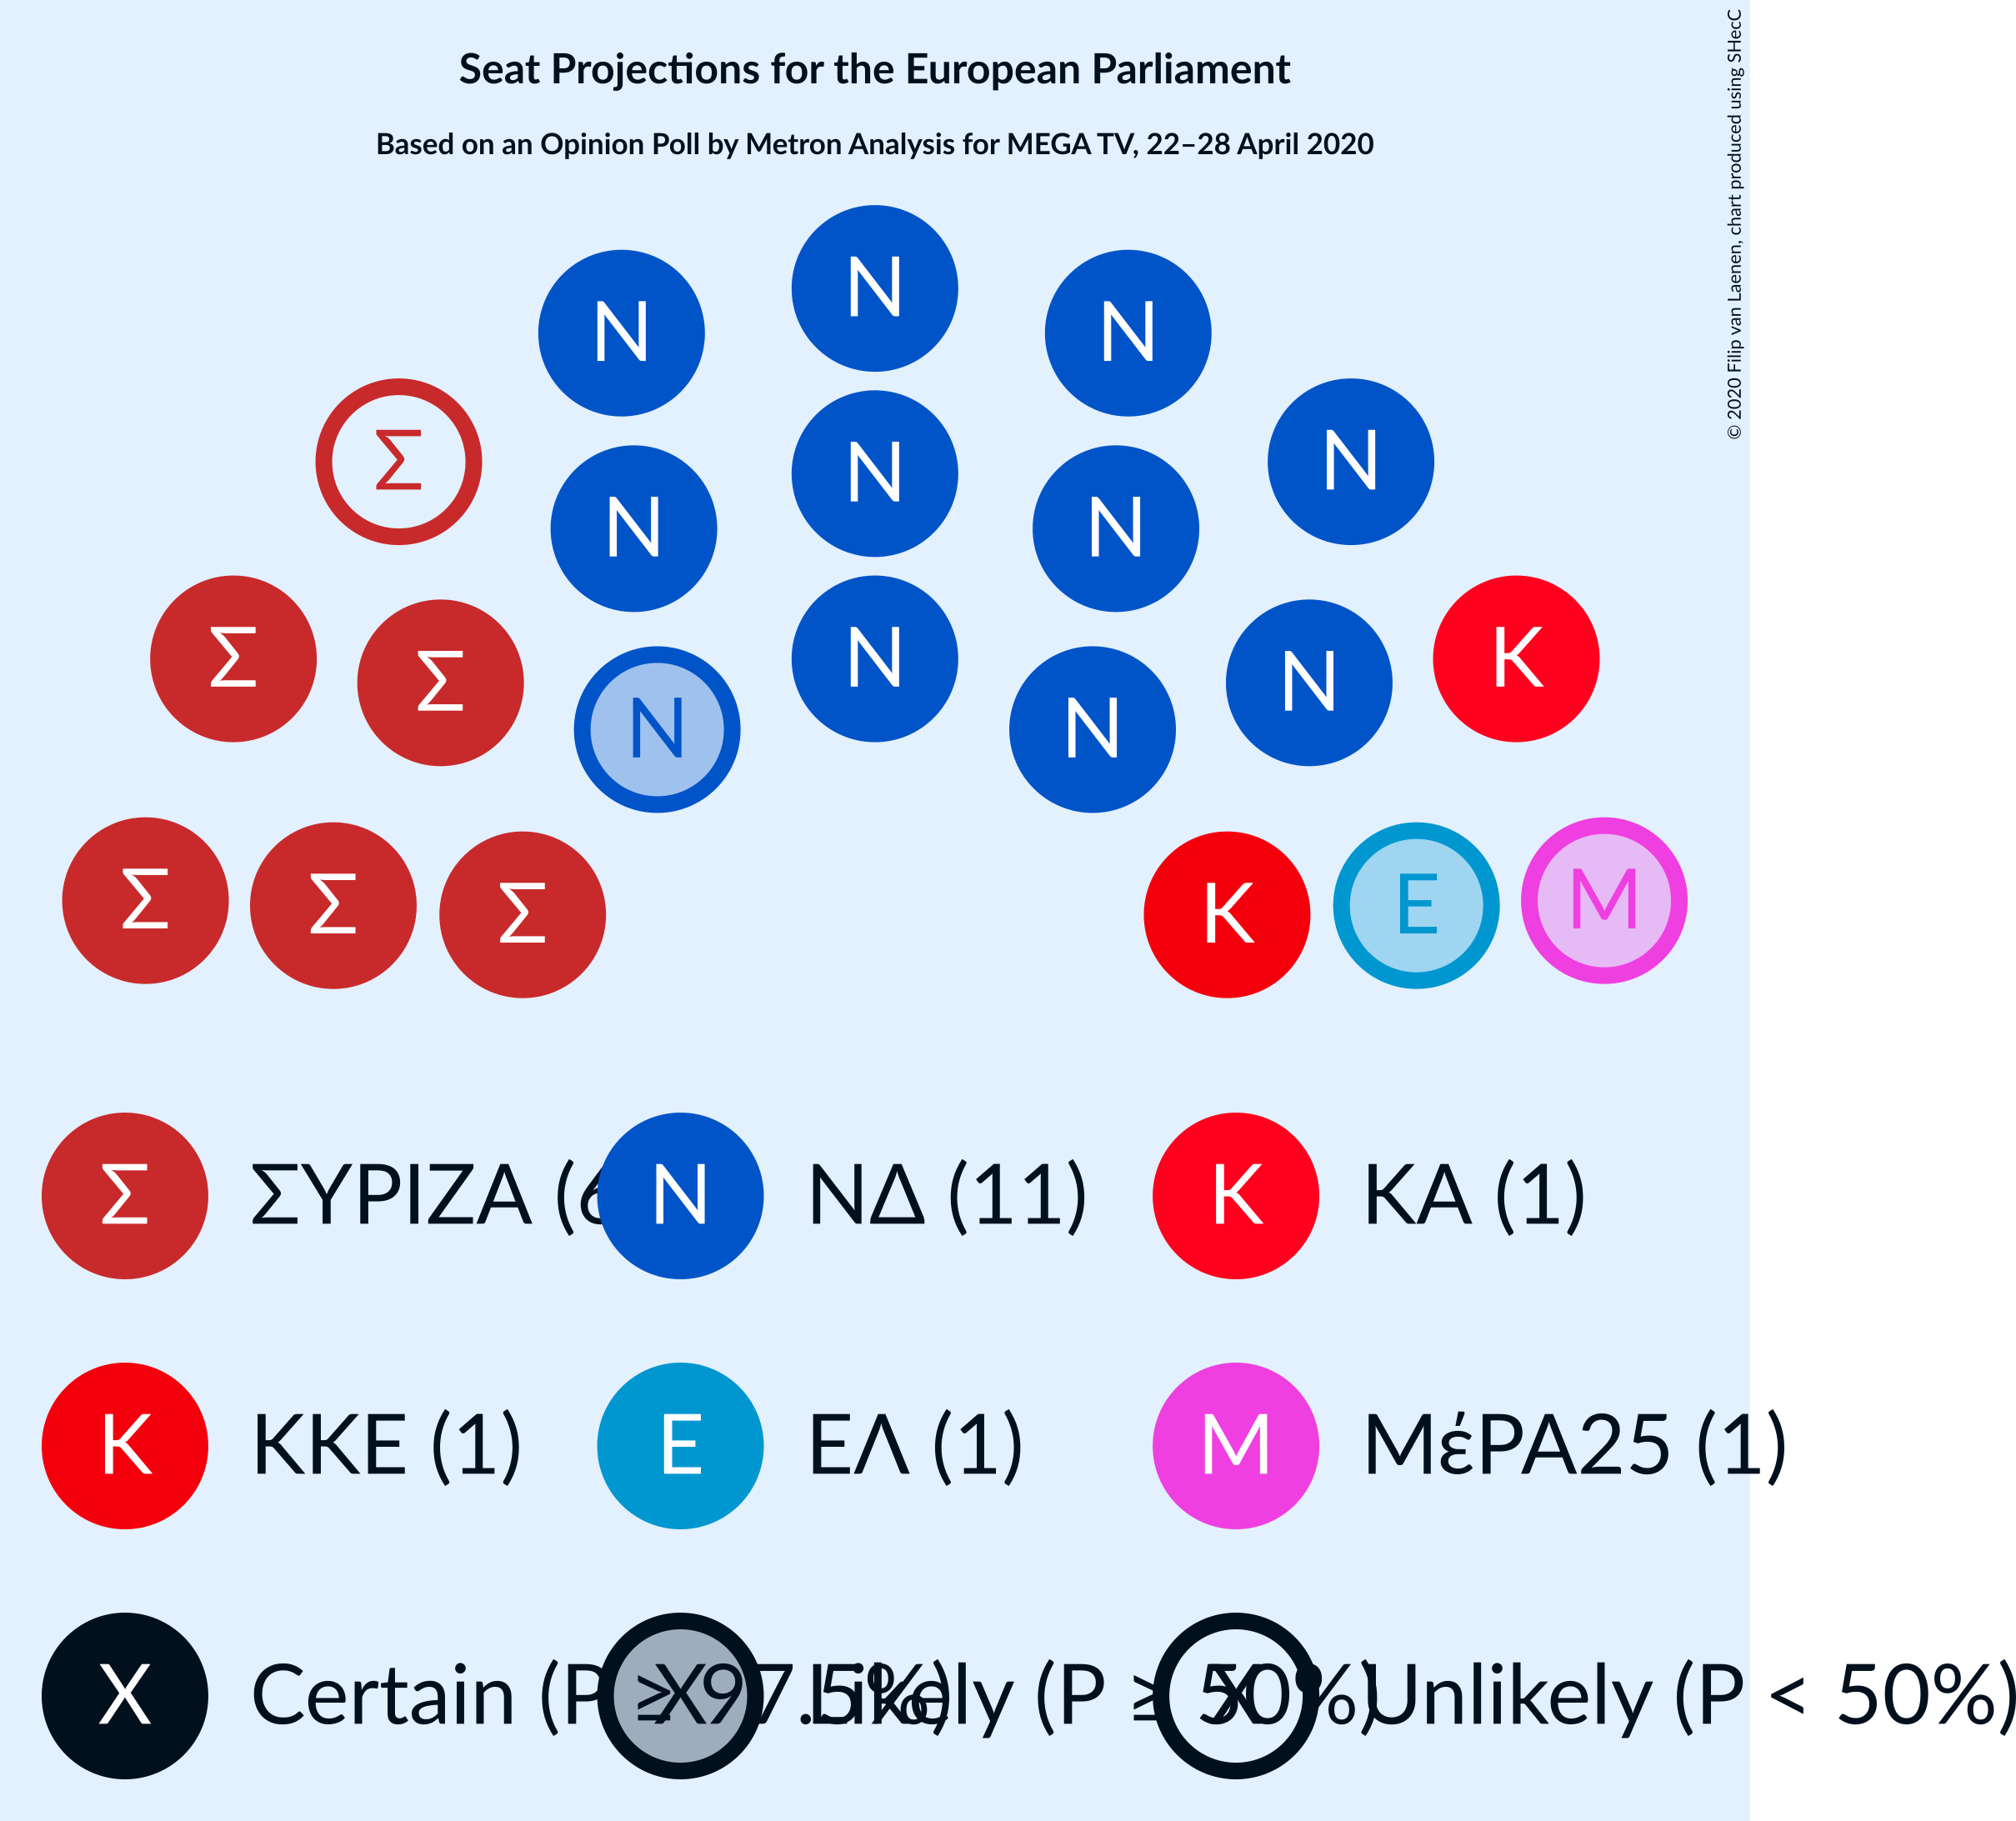 Seat Projections for the European Parliament
Based on an Opinion Poll by Metron Analysis for MEGA TV, 22–28 April 2020
© 2020 Filip van Laenen, chart produced using SHecC
N
N N
Σ N N
N N
N
Σ K
Σ N
N N
Σ M
Σ E
Σ K
Σ ΣΥΡΙΖΑ ( N ΝΔ (11) K ΚΑ (1)
K ΚΚΕ (1) E ΕΛ (1) M ΜέΡΑ25 (1)
X Certain (P ≥ 97.5%) X Likely (P ≥ 50%) X Unlikely (P < 50%)